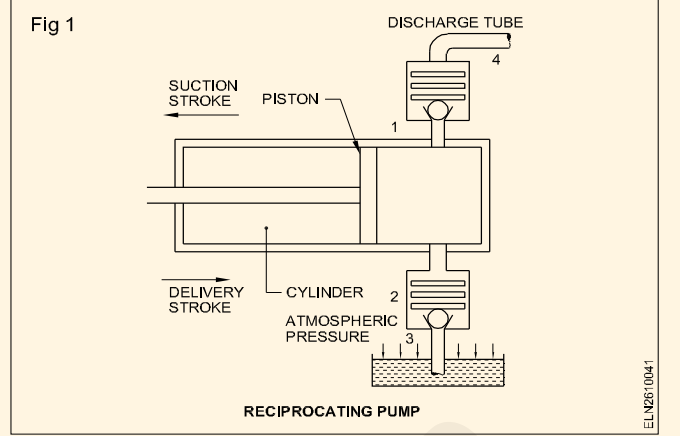 Fig 1
DISCHARGE TUBE
4
SUCTION
STROKE
PISTON
1
DELIVERY
STROKE
CYLINDER
2
ATMOSPHERIC
PRESSURE
3
RECIPROCATING PUMP
ELN2610041